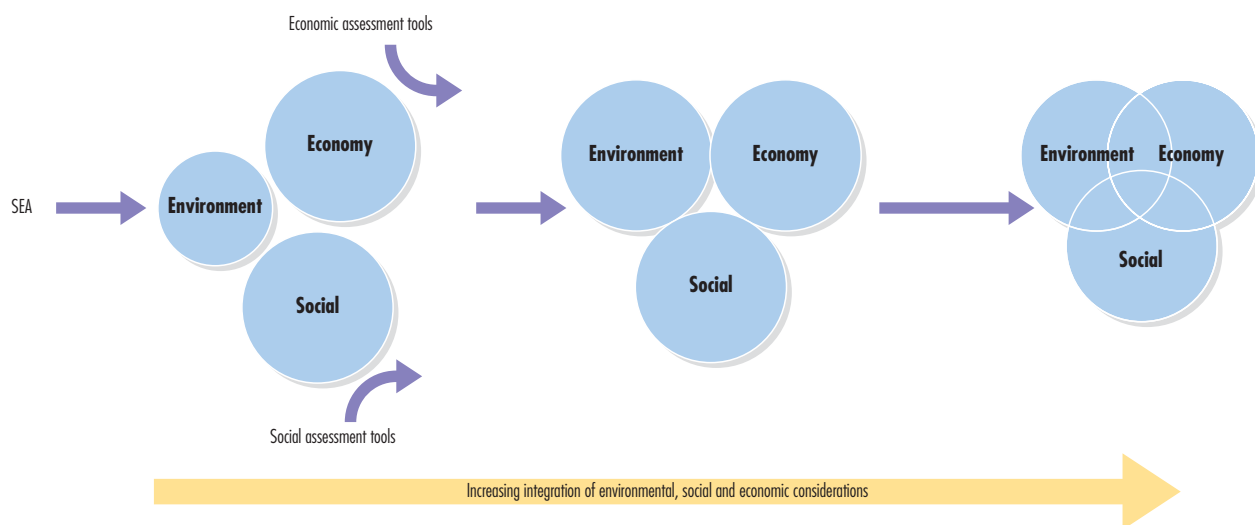 Economic assessment tools
Economy
Environment
Economy
Environment
Economy
SEA
Environment
Social
Social
Social
Social assessment tools
Increasing integration of environmental, social and economic considerations